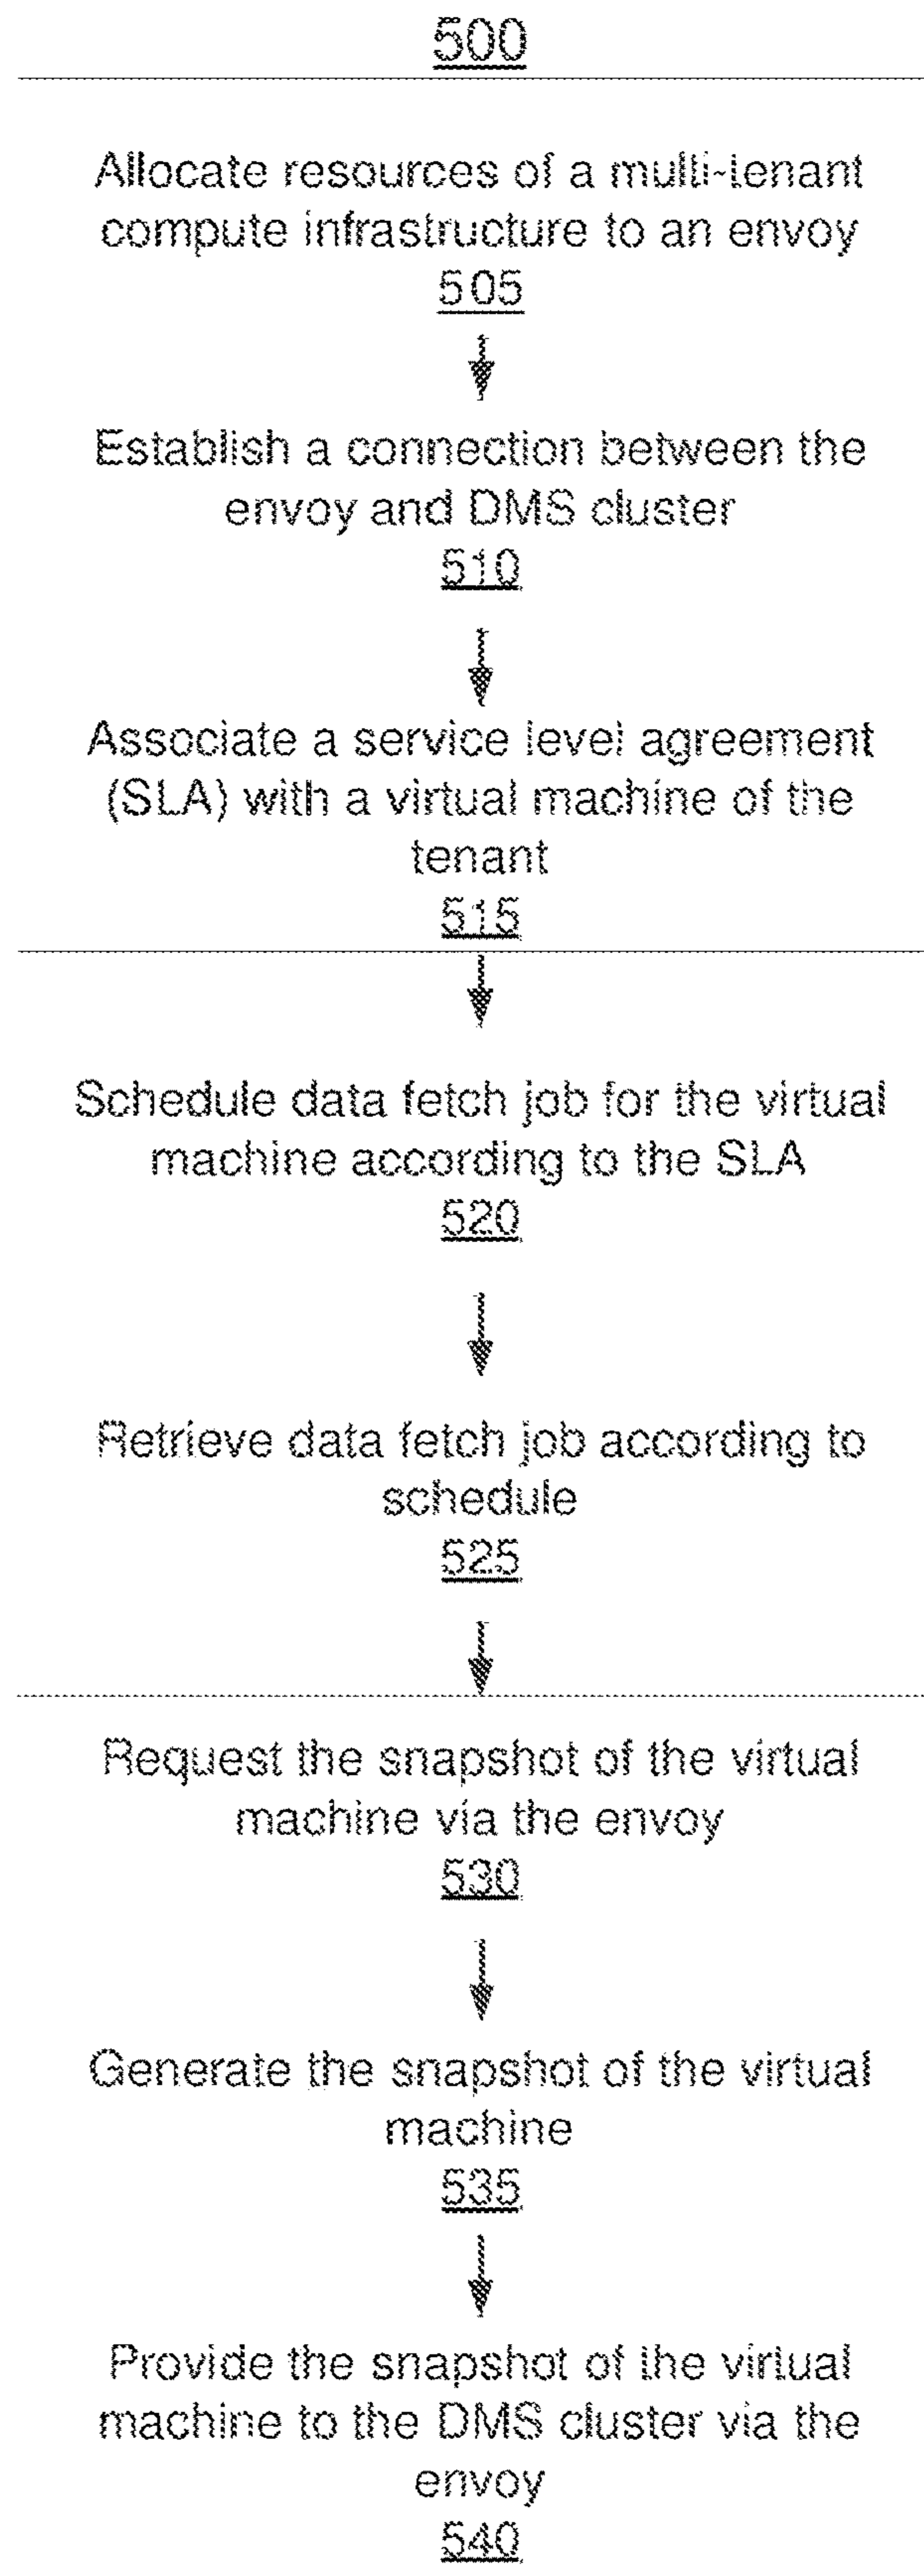 500
Allocate resources of a multi-tenant
compute infrastructure to an envoy
505
Establish a connection between the
envoy and DMS cluster
510
Associate a service level agreement
(SLA) with a virtual machine of the
tenant
515
Schedule data fetch job for the virtual
machine according to the SLA
520
Retrieve data fetch job according to
schedule
525
Request the snapshot of the virtual
machine via the envoy
530
Generate the snapshot of the virtual
machine
535
Provide the snapshot of the virtual
machine to the DMS cluster via the
envoy
540